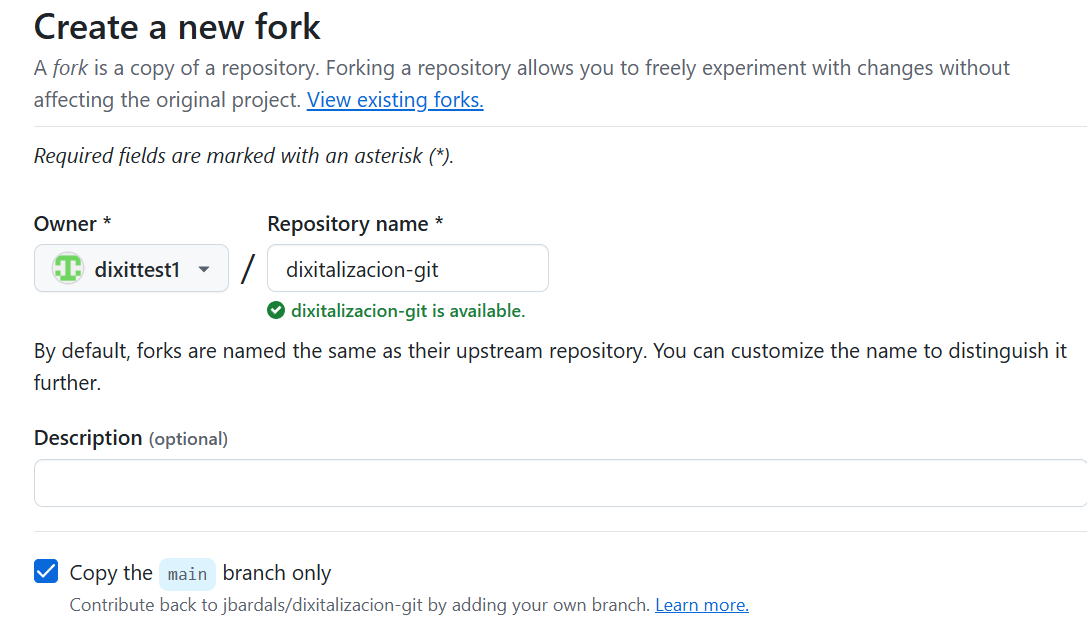 Create a new fork
A fork is a copy of a repository. Forking a repository allows you to freely experiment with changes without
affecting the original project. View existing forks.
Required fields are marked with an asterisk (*).
Owner * Repository name *
dixittest1 / dixitalizacion-git
dixitalizacion-git is available.
By default, forks are named the same as their upstream repository. You can customize the name to distinguish it
further.
Description (optional)
Copy the main branch only
Contribute back to jbardals/dixitalizacion-git by adding your own branch. Learn more.